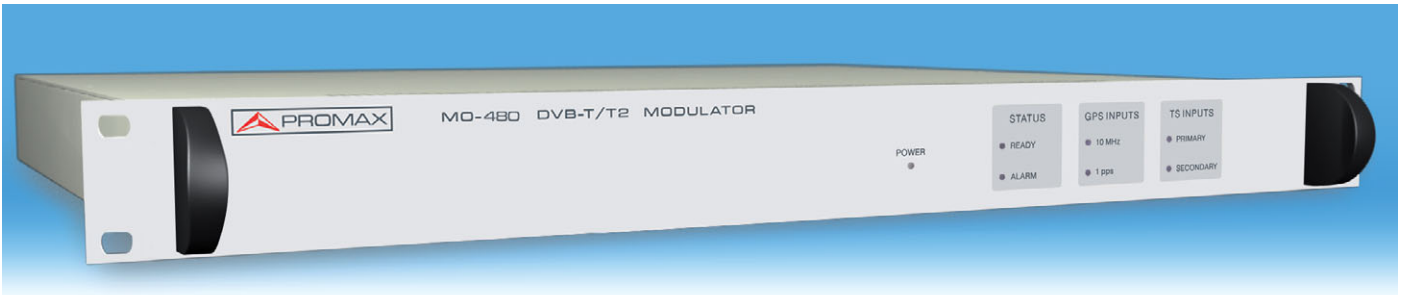 PROMAX
MO-480 DVB-T/T2 MODULATOR
POWER
STATUS
READY
ALARM
GPS INPUTS
10 MHz
1 pps
TS INPUTS
PRIMARY
SECONDARY